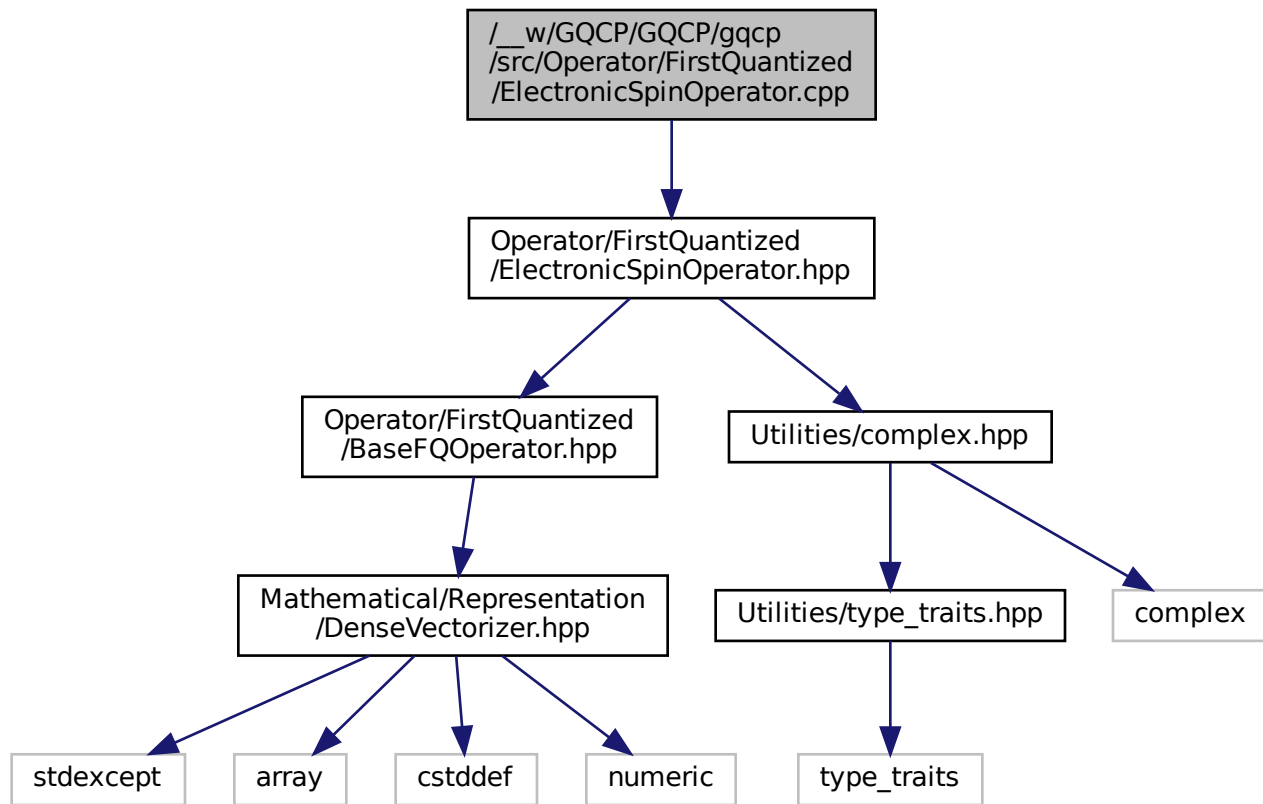 /__w/GQCP/GQCP/gqcp
/src/Operator/FirstQuantized
/ElectronicSpinOperator.cpp
Operator/FirstQuantized
/ElectronicSpinOperator.hpp
Operator/FirstQuantized
/BaseFQOperator.hpp
Utilities/complex.hpp
Mathematical/Representation
/DenseVectorizer.hpp
Utilities/type_traits.hpp
complex
stdexcept
array
cstddef
numeric
type_traits